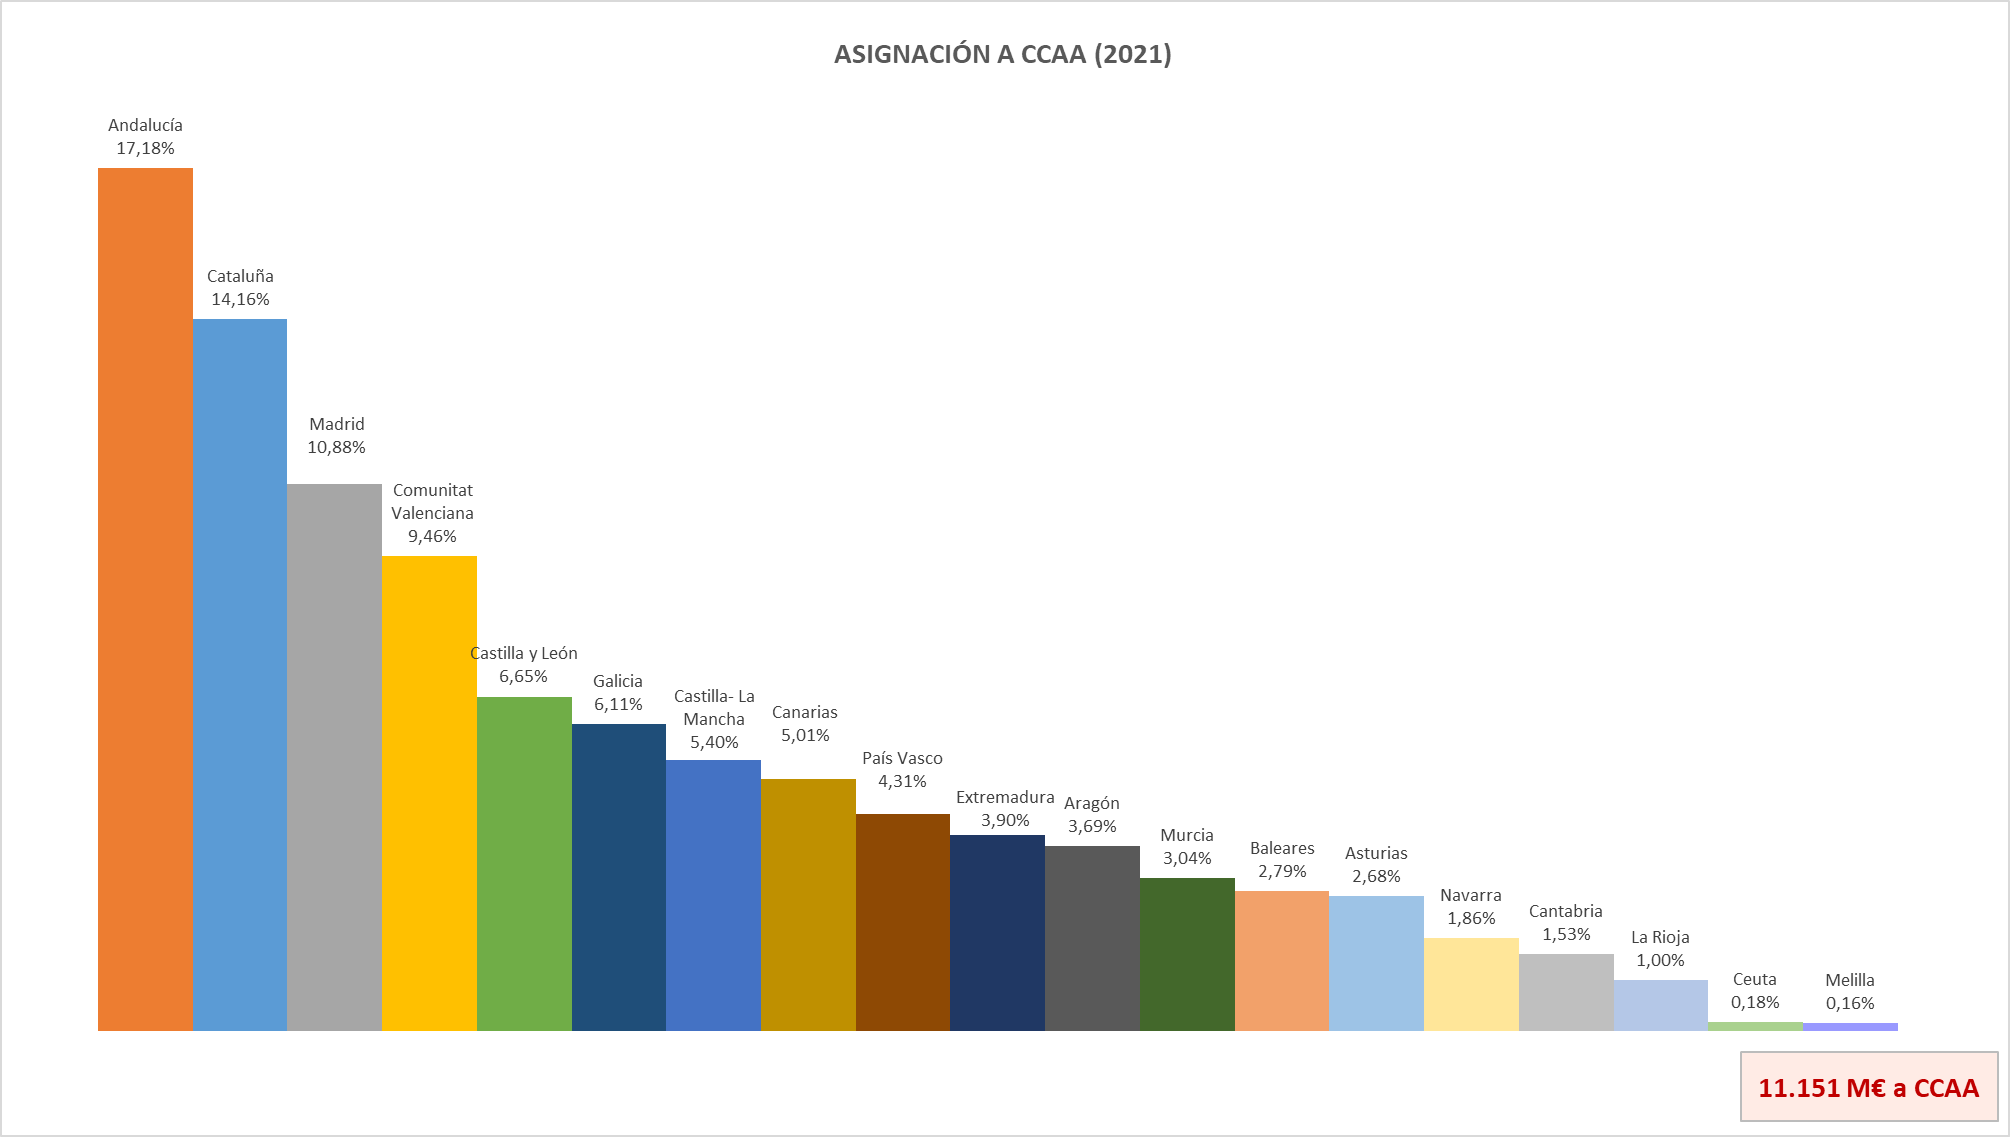 ASIGNACIÓN A CCAA (2021)
Andalucía
17,18%
Cataluña
14,16%
Madrid
10,88%
Comunitat
Valenciana
9,46%
Castilla y León
6,65%
Galicia
6,11%
Castilla- La
Mancha
5,40%
Canarias
5,01%
País Vasco
4,31%
Extremadura
3,90%
Aragón
3,69%
Murcia
3,04%
Baleares
2,79%
Asturias
2,68%
Navarra
1,86%
Cantabria
1,53%
La Rioja
1,00%
Ceuta
0,18%
Melilla
0,16%
11.151 M€ a CCAA